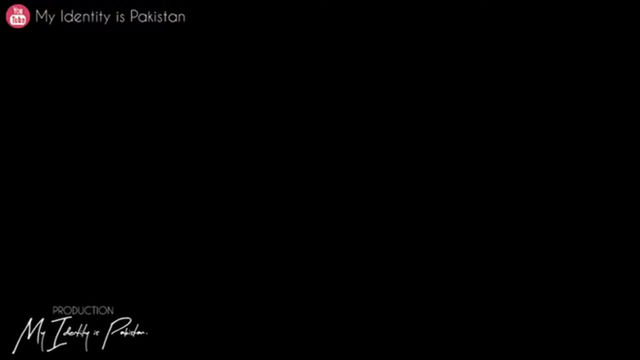 You
Tube
My Identity is Pakistan
PRODUCTION
My Identity is Pakistan.